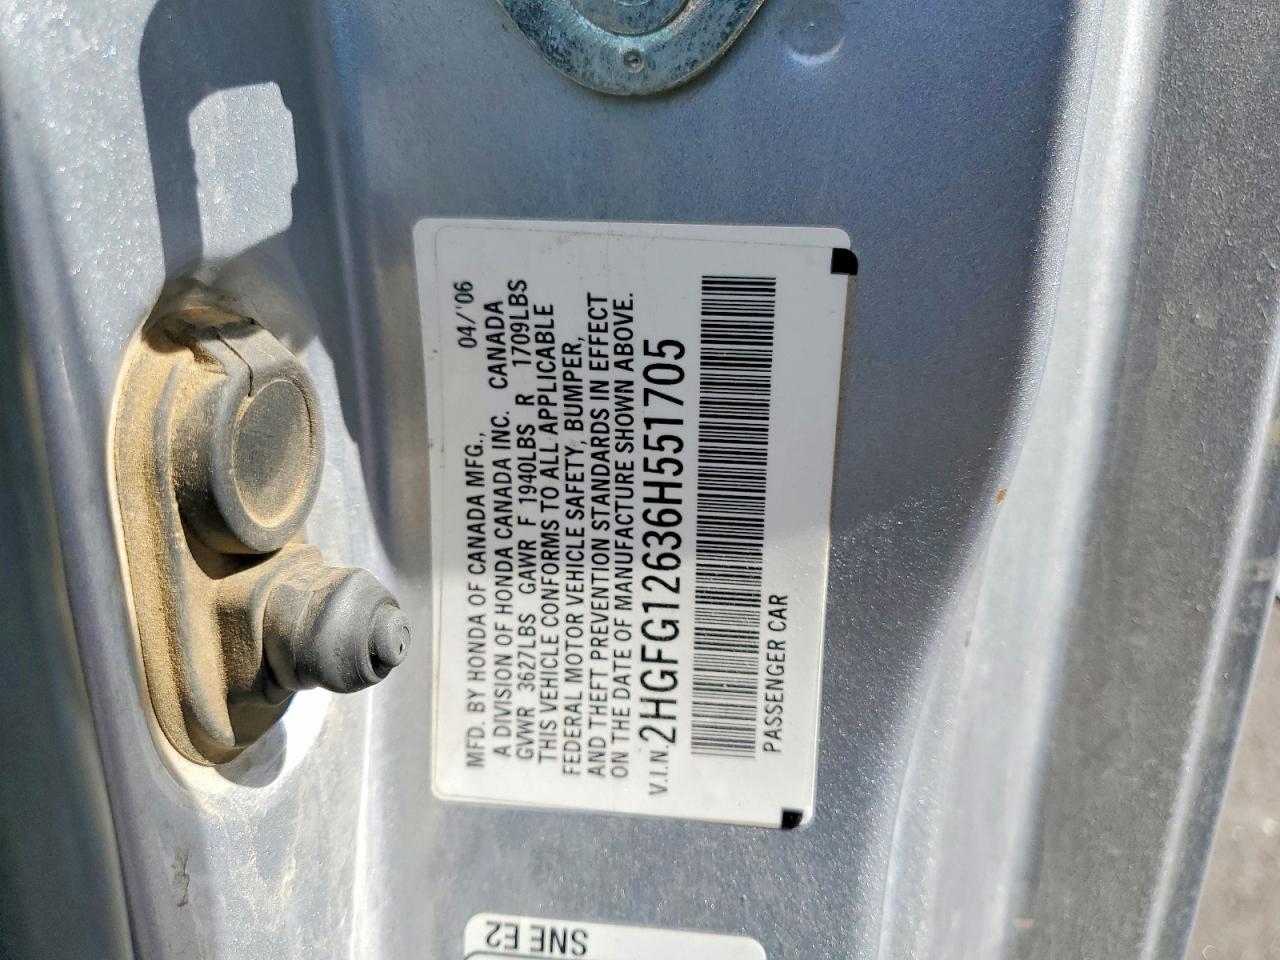 MFD. BY HONDA OF CANADA MFG., 04/'06
A DIVISION OF HONDA CANADA INC. CANADA
GVWR 3627LBS GAWR F 1940LBS R 1709LBS
THIS VEHICLE CONFORMS TO ALL APPLICABLE
FEDERAL MOTOR VEHICLE SAFETY, BUMPER,
AND THEFT PREVENTION STANDARDS IN EFFECT
ON THE DATE OF MANUFACTURE SHOWN ABOVE.
V.I.N. 2HGFG12636H551705
PASSENGER CAR
SNE E2